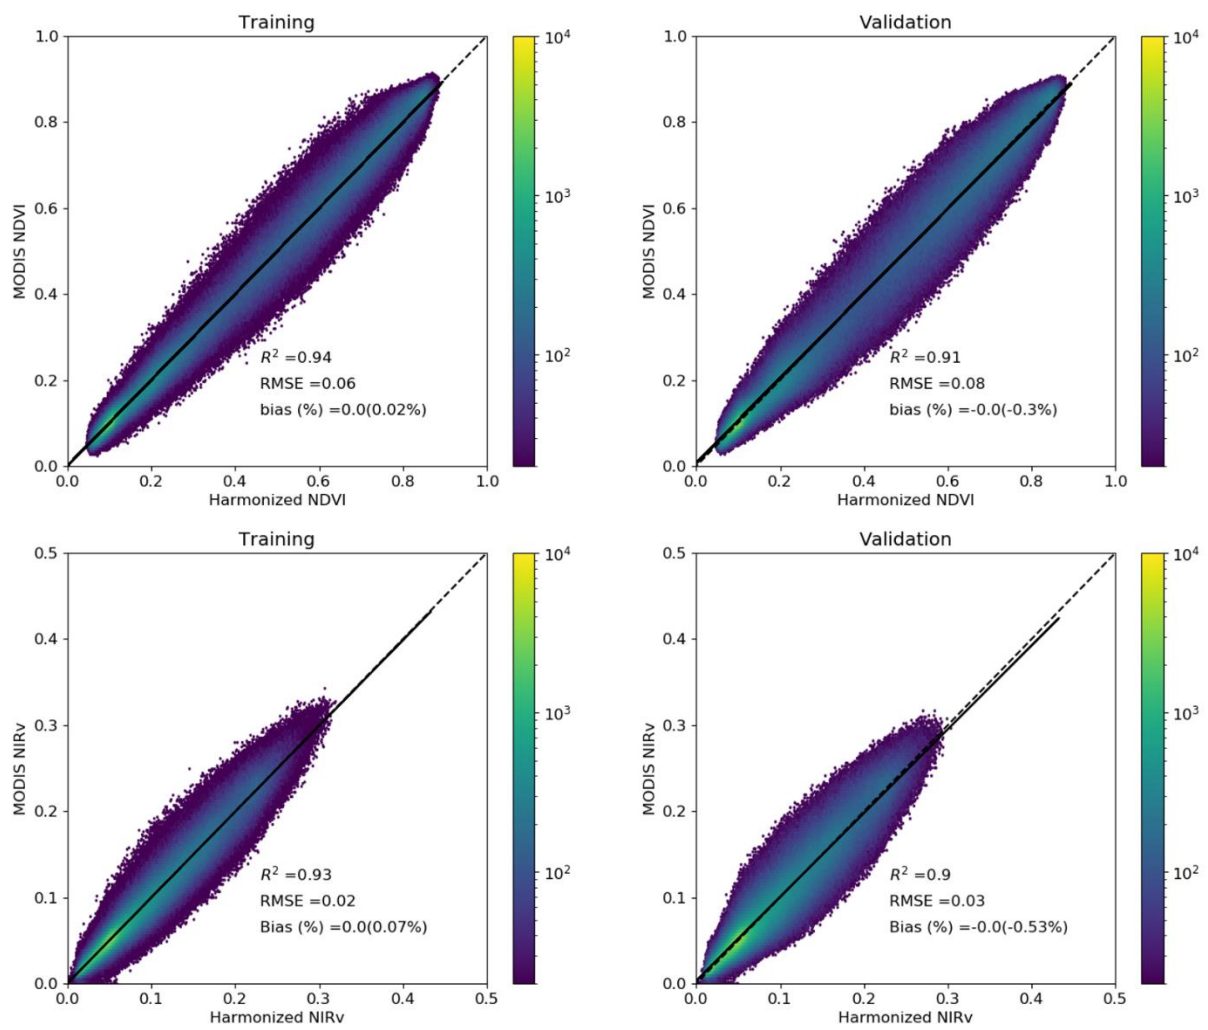 Training
1.0
0.8
0.6
0.4
0.2
0.0
MODIS NDVI
R² =0.94
RMSE =0.06
bias (%) =0.0(0.02%)
0.0 0.2 0.4 0.6 0.8 1.0
Harmonized NDVI
10⁴
10³
10²
Validation
1.0
0.8
0.6
0.4
0.2
0.0
MODIS NDVI
R² =0.91
RMSE =0.08
bias (%) =-0.0(-0.3%)
0.0 0.2 0.4 0.6 0.8 1.0
Harmonized NDVI
10⁴
10³
10²
Training
0.5
0.4
0.3
0.2
0.1
0.0
MODIS NIRv
R² =0.93
RMSE =0.02
Bias (%) =0.0(0.07%)
0.0 0.1 0.2 0.3 0.4 0.5
Harmonized NIRv
10⁴
10³
10²
Validation
0.5
0.4
0.3
0.2
0.1
0.0
MODIS NIRv
R² =0.9
RMSE =0.03
Bias (%) =-0.0(-0.53%)
0.0 0.1 0.2 0.3 0.4 0.5
Harmonized NIRv
10⁴
10³
10²